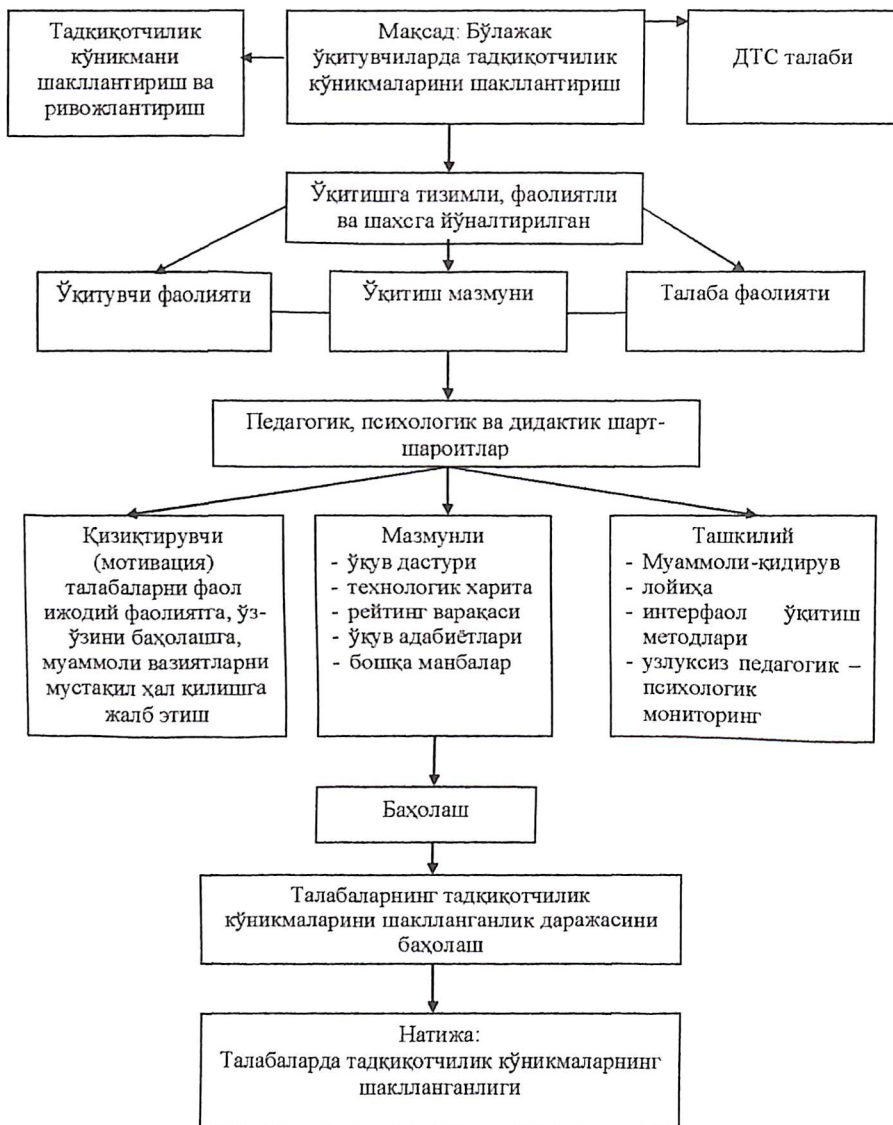 Тадқиқотчилик
кўникмани
шакллантириш ва
ривожлантириш
Мақсад: Бўлажак
ўқитувчиларда тадқиқотчилик
кўникмаларини шакллантириш
ДТС талаби
Ўқитишга тизимли, фаолиятли
ва шахсга йўналтирилган
Ўқитувчи фаолияти
Ўқитиш мазмуни
Талаба фаолияти
Педагогик, психологик ва дидактик шарт-
шароитлар
Қизиқтирувчи
(мотивация)
талабаларни фаол
ижодий фаолиятга, ўз-
ўзини баҳолашга,
муаммоли вазиятларни
мустақил ҳал қилишга
жалб этиш
Мазмунли
- ўқув дастури
- технологик харита
- рейтинг варақаси
- ўқув адабиётлари
- бошқа манбалар
Ташкилий
- Муаммоли-қидирув
- лойиҳа
- интерфаол ўқитиш
методлари
- узлуксиз педагогик –
психологик
мониторинг
Баҳолаш
Талабаларнинг тадқиқотчилик
кўникмаларини шаклланганлик даражасини
баҳолаш
Натижа:
Талабаларда тадқиқотчилик кўникмаларнинг
шаклланганлиги